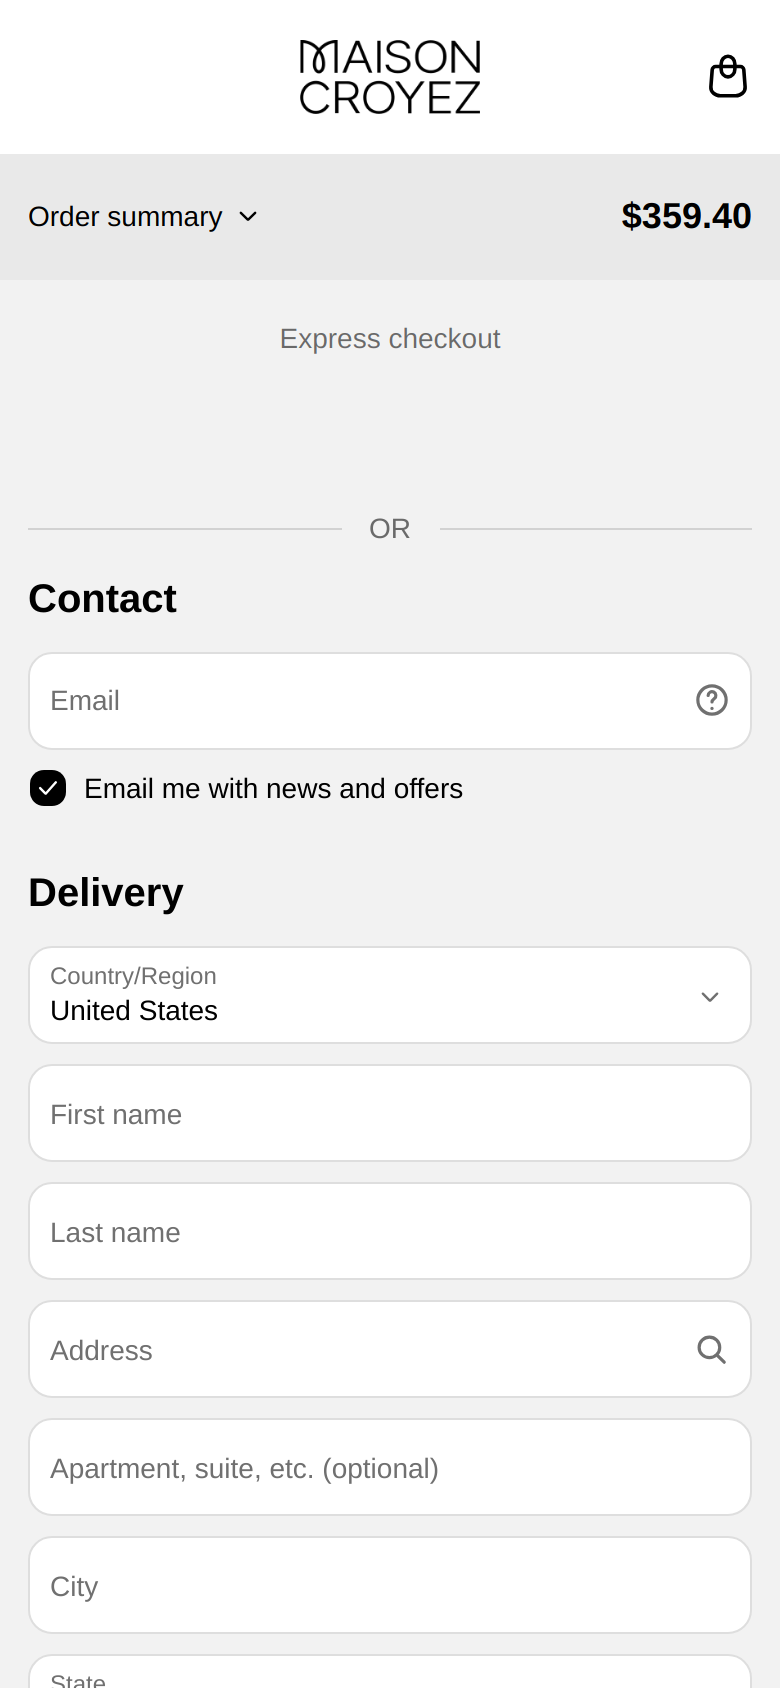 MAISON
CROYEZ
Order summary
$359.40
Express checkout
OR
Contact
Email
Email me with news and offers
Delivery
Country/Region
United States
First name
Last name
Address
Apartment, suite, etc. (optional)
City
State